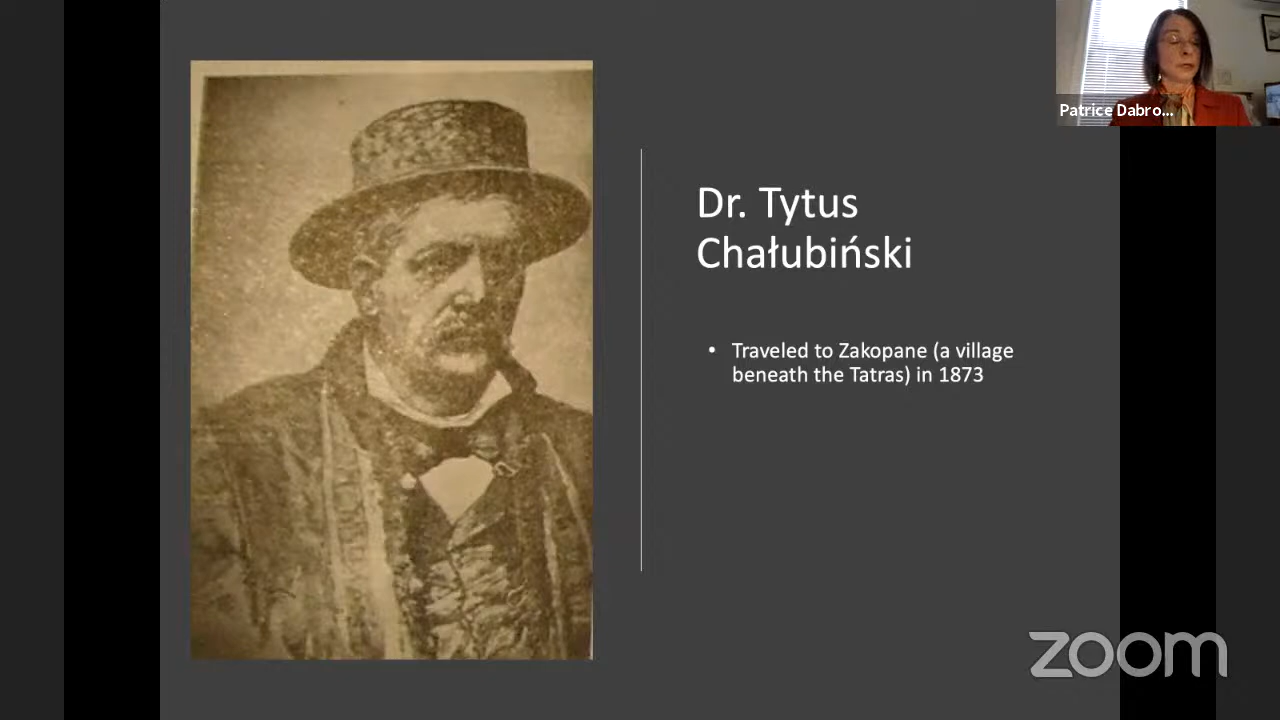 Patrice Dabro...
Dr. Tytus
Chałubiński
• Traveled to Zakopane (a village
beneath the Tatras) in 1873
zoom